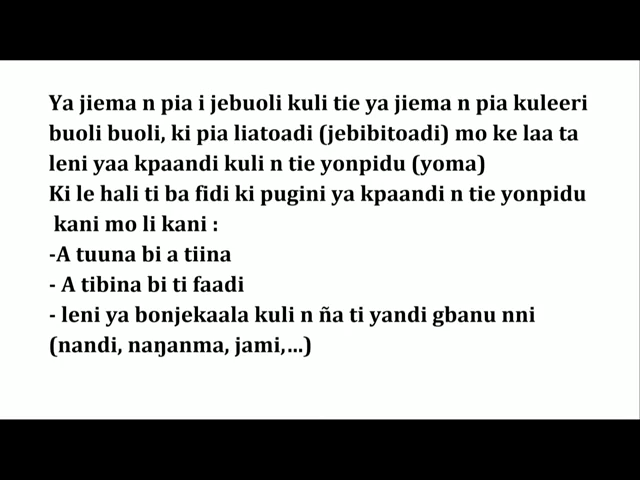 Ya jiema n pia i jebuoli kuli tie ya jiema n pia kuleeri
buoli buoli, ki pia liatoadi (jebibitoadi) mo ke laa ta
leni yaa kpaandi kuli n tie yonpidu (yoma)
Ki le hali ti ba fidi ki pugini ya kpaandi n tie yonpidu
kani mo li kani :
-A tuuna bi a tiina
- A tibina bi ti faadi
- leni ya bonjekaala kuli n ña ti yandi gbanu nni
(nandi, naŋanma, jami,...)